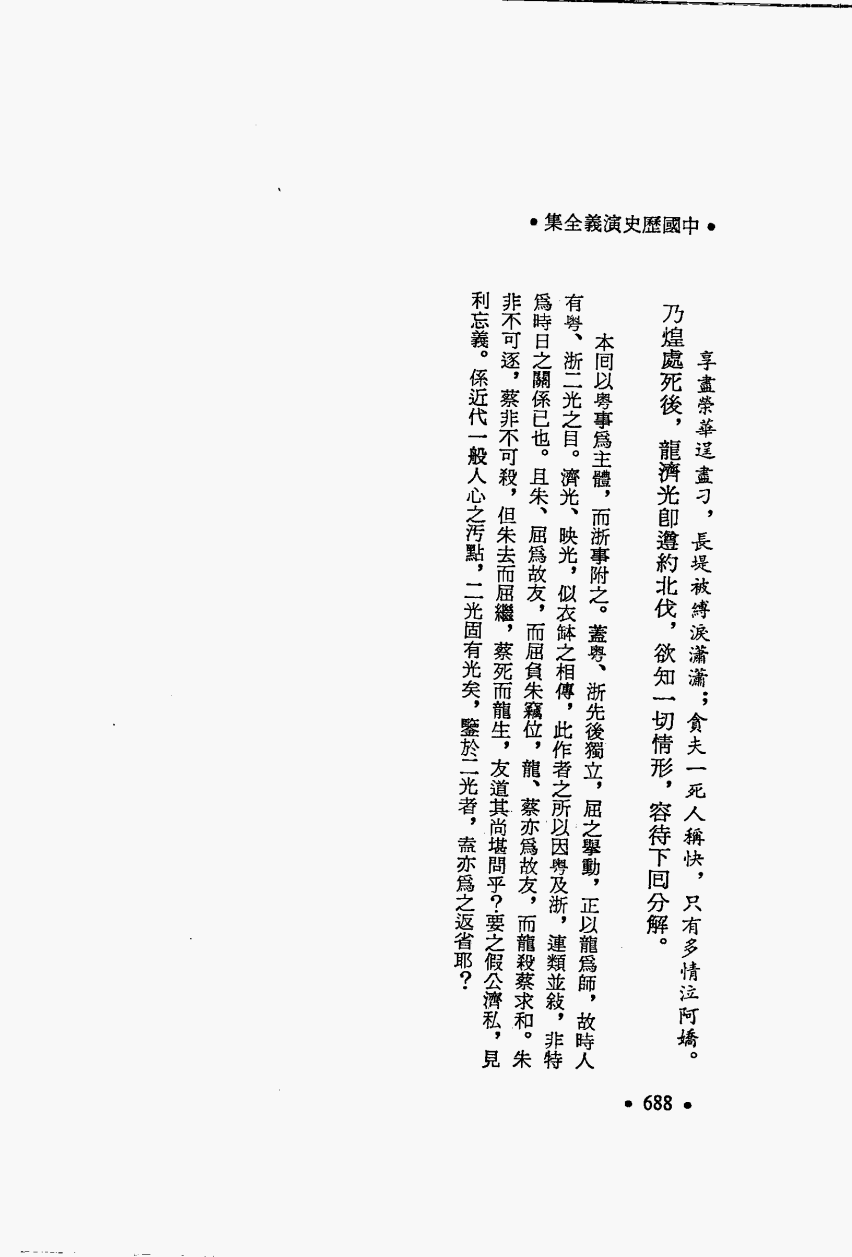 •中國歷史演義全集•
享盡榮華逞盡刁，長堤被縛淚瀟瀟；貪夫一死人稱快，只有多情泣阿嬌。
乃煌處死後，龍濟光卽遵約北伐，欲知一切情形，容待下回分解。
本回以粵事爲主體，而浙事附之。蓋粵、浙先後獨立，屈之舉動，正以龍爲師，故時人
有粵、浙二光之目。濟光、映光，似衣缽之相傳，此作者之所以因粵及浙，連類並敍，非特
爲時日之關係已也。且朱、屈爲故友，而屈負朱竊位，龍、蔡亦爲故友，而龍殺蔡求和。朱
非不可逐，蔡非不可殺，但朱去而屈繼，蔡死而龍生，友道其尚堪問乎？要之假公濟私，見
利忘義。係近代一般人心之汚點，二光固有光矣，鑒於二光者，盍亦爲之返省耶？
•688•